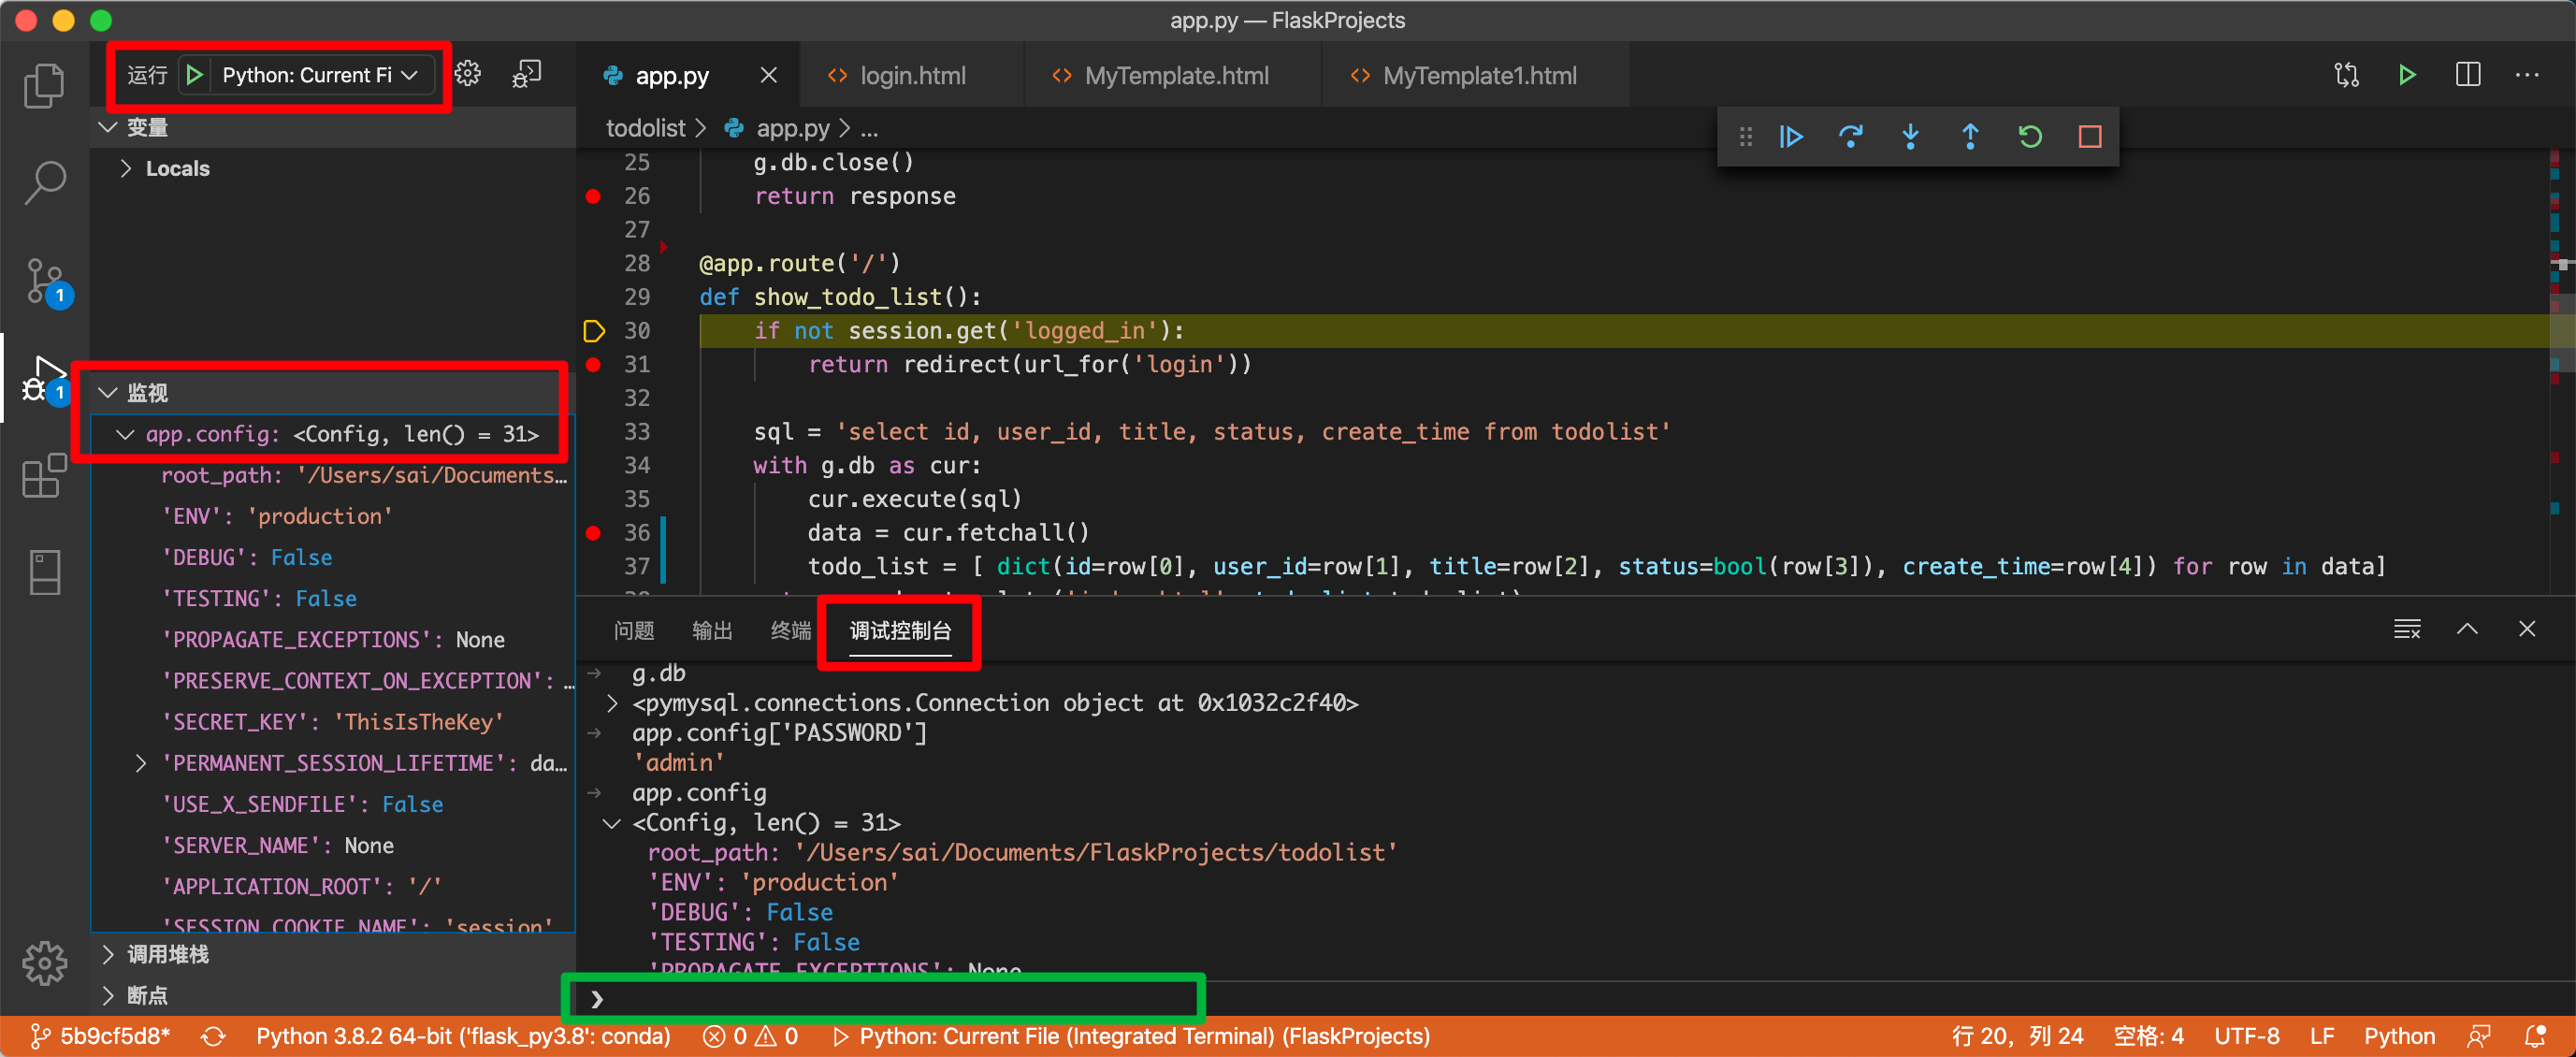 app.py — FlaskProjects
运行 Python: Current Fi
app.py
login.html
MyTemplate.html
MyTemplate1.html
变量
Locals
监视
app.config: <Config, len() = 31>
root_path: '/Users/sai/Documents...
'ENV': 'production'
'DEBUG': False
'TESTING': False
'PROPAGATE_EXCEPTIONS': None
'PRESERVE_CONTEXT_ON_EXCEPTION': ...
'SECRET_KEY': 'ThisIsTheKey'
'PERMANENT_SESSION_LIFETIME': da...
'USE_X_SENDFILE': False
'SERVER_NAME': None
'APPLICATION_ROOT': '/'
'SESSION_COOKIE_NAME': 'session'
调用堆栈
断点
1
1
todolist > app.py > ...
25 g.db.close()
26 return response
27
28 @app.route('/')
29 def show_todo_list():
30 if not session.get('logged_in'):
31 return redirect(url_for('login'))
32
33 sql = 'select id, user_id, title, status, create_time from todolist'
34 with g.db as cur:
35 cur.execute(sql)
36 data = cur.fetchall()
37 todo_list = [ dict(id=row[0], user_id=row[1], title=row[2], status=bool(row[3]), create_time=row[4]) for row in data]
问题 输出 终端 调试控制台
g.db
<pymysql.connections.Connection object at 0x1032c2f40>
app.config['PASSWORD']
'admin'
app.config
<Config, len() = 31>
root_path: '/Users/sai/Documents/FlaskProjects/todolist'
'ENV': 'production'
'DEBUG': False
'TESTING': False
'PROPAGATE_EXCEPTIONS': None
5b9cf5d8* Python 3.8.2 64-bit ('flask_py3.8': conda) 0 0 Python: Current File (Integrated Terminal) (FlaskProjects) 行 20，列 24 空格: 4 UTF-8 LF Python